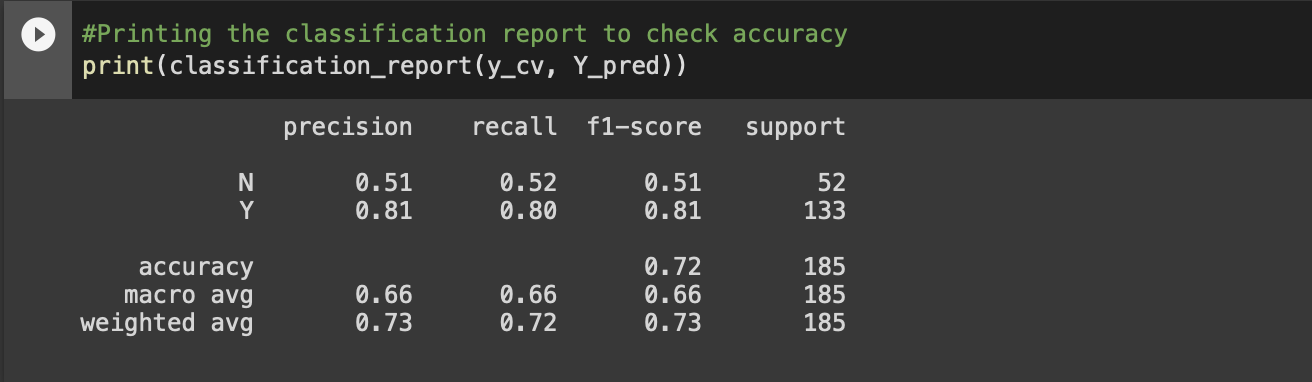 #Printing the classification report to check accuracy
print(classification_report(y_cv, Y_pred))
precision recall f1-score support
N 0.51 0.52 0.51 52
Y 0.81 0.80 0.81 133
accuracy 0.72 185
macro avg 0.66 0.66 0.66 185
weighted avg 0.73 0.72 0.73 185